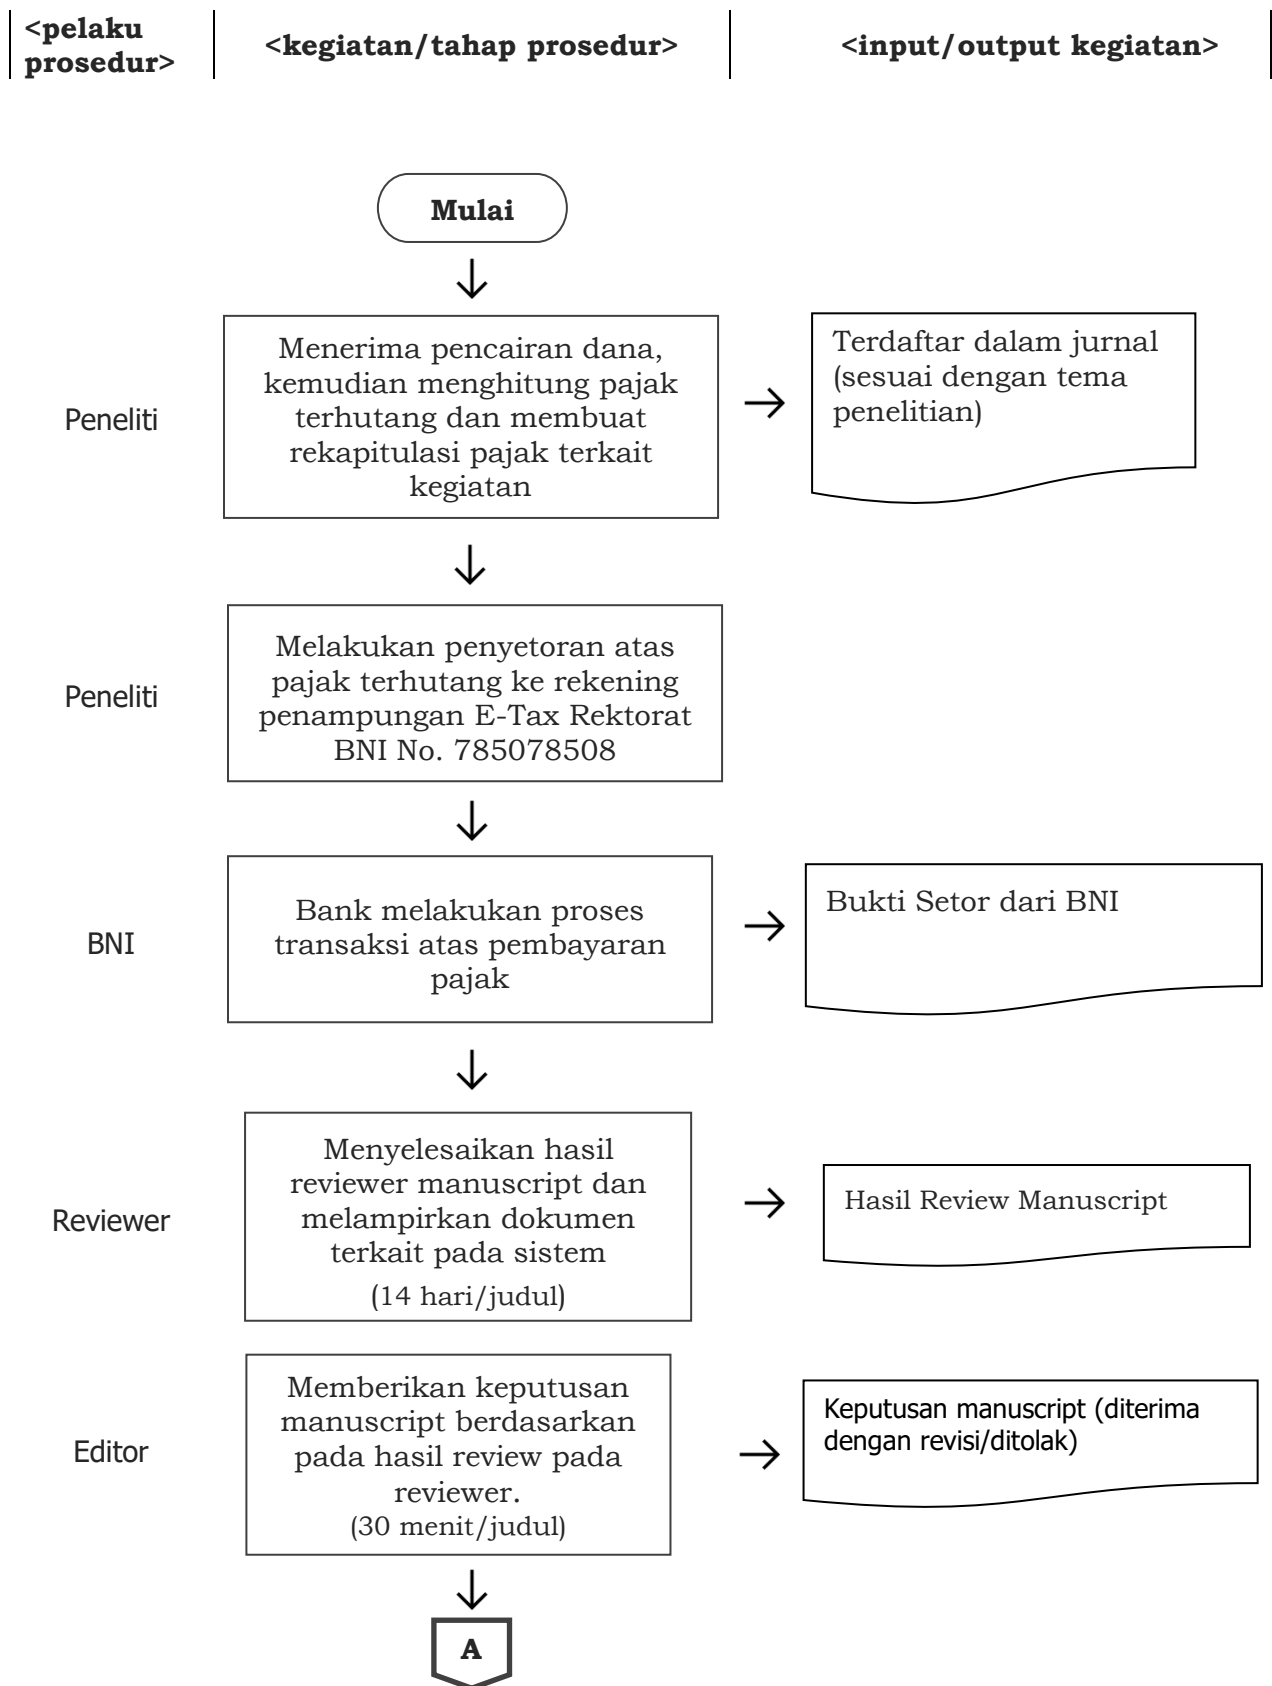 <pelaku
prosedur>
<kegiatan/tahap prosedur>
<input/output kegiatan>
Mulai
Peneliti
Menerima pencairan dana,
kemudian menghitung pajak
terhutang dan membuat
rekapitulasi pajak terkait
kegiatan
Terdaftar dalam jurnal
(sesuai dengan tema
penelitian)
Peneliti
Melakukan penyetoran atas
pajak terhutang ke rekening
penampungan E-Tax Rektorat
BNI No. 785078508
BNI
Bank melakukan proses
transaksi atas pembayaran
pajak
Bukti Setor dari BNI
Reviewer
Menyelesaikan hasil
reviewer manuscript dan
melampirkan dokumen
terkait pada sistem
(14 hari/judul)
Hasil Review Manuscript
Editor
Memberikan keputusan
manuscript berdasarkan
pada hasil review pada
reviewer.
(30 menit/judul)
Keputusan manuscript (diterima
dengan revisi/ditolak)
A